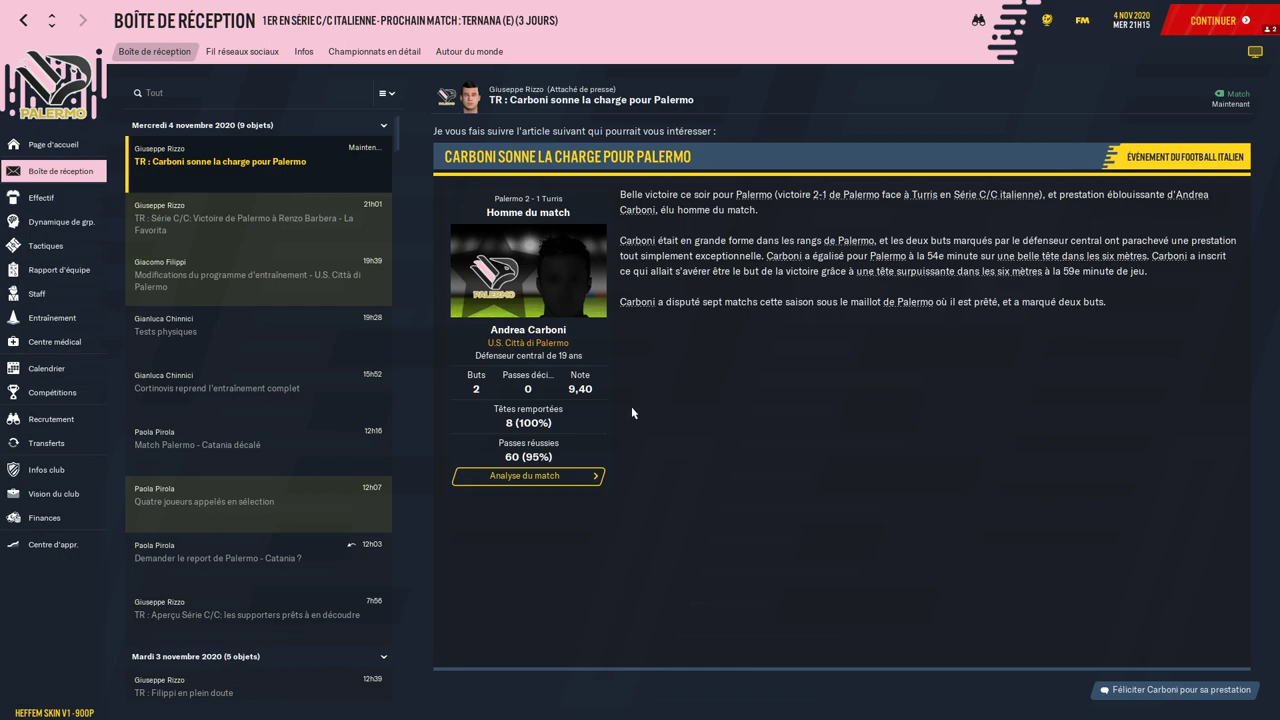 BOÎTE DE RÉCEPTION
1ER EN SÉRIE C/C ITALIENNE - PROCHAIN MATCH : TERNANA (E) (3 JOURS)
FM
4 NOV 2020
MER 21H15
CONTINUER
2
Boîte de réception
Fil réseaux sociaux
Infos
Championnats en détail
Autour du monde
PALERMO
Page d'accueil
Boîte de réception
Effectif
Dynamique de grp.
Tactiques
Rapport d'équipe
Staff
Entraînement
Centre médical
Calendrier
Compétitions
Recrutement
Transferts
Infos club
Vision du club
Finances
Centre d'appr.
HEFFEM SKIN V1 - 900P
Tout
Mercredi 4 novembre 2020 (9 objets)
Giuseppe Rizzo
Mainten...
TR : Carboni sonne la charge pour Palermo
Giuseppe Rizzo
21h01
TR : Série C/C: Victoire de Palermo à Renzo Barbera - La
Favorita
Giacomo Filippi
19h39
Modifications du programme d'entraînement - U.S. Città di
Palermo
Gianluca Chinnici
19h28
Tests physiques
Gianluca Chinnici
15h52
Cortinovis reprend l'entraînement complet
Paola Pirola
12h16
Match Palermo - Catania décalé
Paola Pirola
12h07
Quatre joueurs appelés en sélection
Paola Pirola
12h03
Demander le report de Palermo - Catania ?
Giuseppe Rizzo
7h56
TR : Aperçu Série C/C: les supporters prêts à en découdre
Mardi 3 novembre 2020 (5 objets)
Giuseppe Rizzo
12h39
TR : Filippi en plein doute
Giuseppe Rizzo (Attaché de presse)
TR : Carboni sonne la charge pour Palermo
Match
Maintenant
Je vous fais suivre l'article suivant qui pourrait vous intéresser :
CARBONI SONNE LA CHARGE POUR PALERMO
ÉVÉNEMENT DU FOOTBALL ITALIEN
Palermo 2 - 1 Turris
Homme du match
PALERMO
Andrea Carboni
U.S. Città di Palermo
Défenseur central de 19 ans
Buts
Passes déci...
Note
2
0
9,40
Têtes remportées
8 (100%)
Passes réussies
60 (95%)
Analyse du match
Belle victoire ce soir pour Palermo (victoire 2-1 de Palermo face à Turris en Série C/C italienne), et prestation éblouissante d'Andrea
Carboni, élu homme du match.
Carboni était en grande forme dans les rangs de Palermo, et les deux buts marqués par le défenseur central ont parachevé une prestation
tout simplement exceptionnelle. Carboni a égalisé pour Palermo à la 54e minute sur une belle tête dans les six mètres. Carboni a inscrit
ce qui allait s'avérer être le but de la victoire grâce à une tête surpuissante dans les six mètres à la 59e minute de jeu.
Carboni a disputé sept matchs cette saison sous le maillot de Palermo où il est prêté, et a marqué deux buts.
Féliciter Carboni pour sa prestation